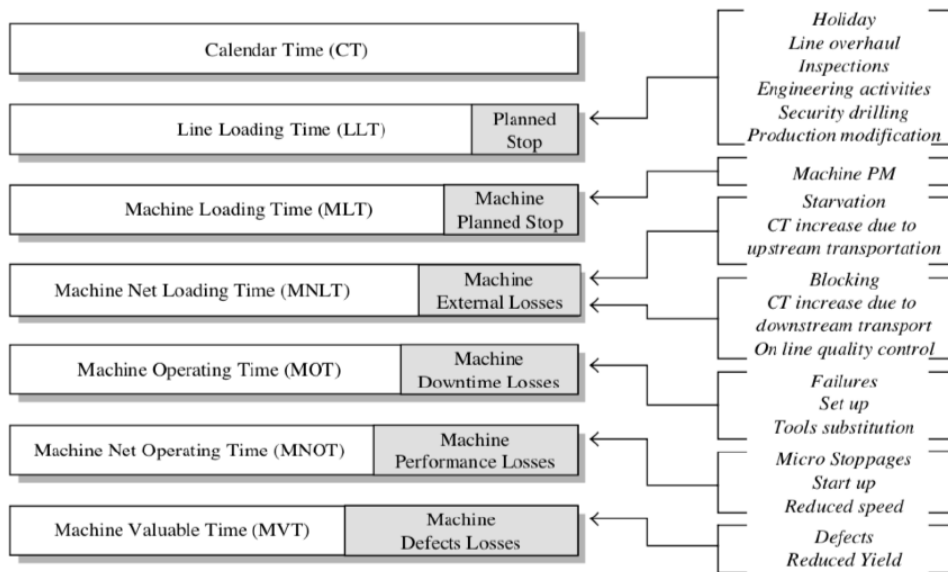 Calendar Time (CT)
Line Loading Time (LLT)
Planned
Stop
Machine Loading Time (MLT)
Machine
Planned Stop
Machine Net Loading Time (MNLT)
Machine
External Losses
Machine Operating Time (MOT)
Machine
Downtime Losses
Machine Net Operating Time (MNOT)
Machine
Performance Losses
Machine Valuable Time (MVT)
Machine
Defects Losses
Holiday
Line overhaul
Inspections
Engineering activities
Security drilling
Production modification
Machine PM
Starvation
CT increase due to
upstream transportation
Blocking
CT increase due to
downstream transport
On line quality control
Failures
Set up
Tools substitution
Micro Stoppages
Start up
Reduced speed
Defects
Reduced Yield